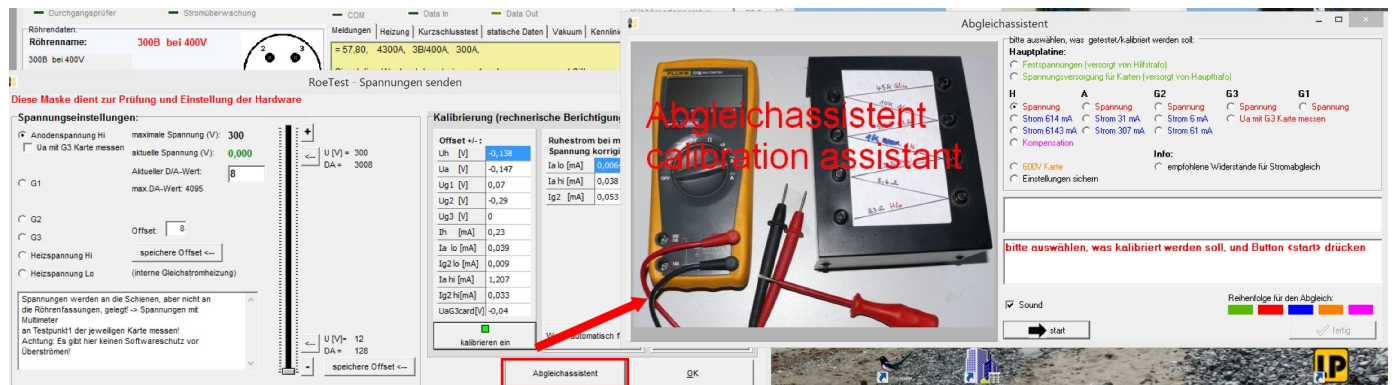 Durchgangsprüfer
Stromüberwachung
COM
Data In
Data Out
Röhrendaten:
Röhrenname:
300B bei 400V
300B bei 400V
2
3
Meldungen
Heizung
Kurzschlusstest
statische Daten
Vakuum
= 57,80, 4300A, 3B/400A, 300A,
RoeTest - Spannungen senden
Diese Maske dient zur Prüfung und Einstellung der Hardware
Spannungseinstellungen:
Anodenspannung Hi
Ua mit G3 Karte messen
G1
G2
G3
Heizspannung Hi
Heizspannung Lo
maximale Spannung (V): 300
aktuelle Spannung (V): 0,000
Aktueller D/A-Wert: 8
max.DA-Wert: 4095
Offset: 8
speichere Offset <--
(interne Gleichstromheizung)
+
<--
U [V] = 300
DA = 3008
<--
U [V]= 12
DA = 128
-
speichere Offset <--
Spannungen werden an die Schienen, aber nicht an
die Röhrenfassungen, gelegt! -> Spannungen mit
Multimeter
an Testpunkt1 der jeweiligen Karte messen!
Achtung: Es gibt hier keinen Softwareschutz vor
Überströmen!
Kalibrierung (rechnerische Berichtigung
Offset +/- :
Uh [V] -0,138
Ua [V] -0,147
Ug1 [V] 0,07
Ug2 [V] -0,29
Ug3 [V] 0
Ih [mA] 0,23
Ia lo [mA] 0,039
Ig2 lo [mA] 0,009
Ia hi [mA] 1,207
Ig2 hi[mA] 0,033
UaG3card[V] -0,04
kalibrieren ein
Ruhestrom bei m
Spannung korrigi
Ia lo [mA] 0,006
Ia hi [mA] 0,038
Ig2 [mA] 0,053
Abgleichassistent
OK
Abgleichassistent
FLUKE
Abgleichassistent
calibration assistant
bitte auswählen, was getestet/kalibriert werden soll:
Hauptplatine:
Festspannungen (versorgt von Hilfstrafo)
Spannungsversorgung für Karten (versorgt von Haupttrafo)
H A G2 G3 G1
Spannung Spannung Spannung Spannung Spannung
Strom 614 mA Strom 31 mA Strom 6 mA Ua mit G3 Karte messen
Strom 6143 mA Strom 307 mA Strom 61 mA
Kompensation
Info:
600V Karte empfohlene Widerstände für Stromabgleich
Einstellungen sichern
bitte auswählen, was kalibriert werden soll, und Button <start> drücken
Sound
Reihenfolge für den Abgleich:
start
fertig